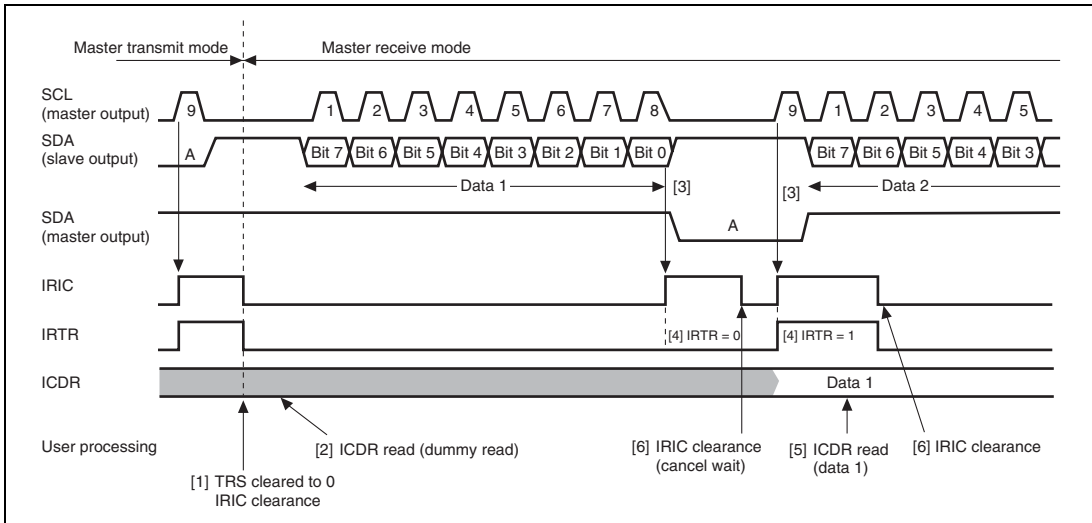 Master transmit mode
Master receive mode
SCL
(master output)
9
1
2
3
4
5
6
7
8
9
1
2
3
4
5
SDA
(slave output)
A
Bit 7
Bit 6
Bit 5
Bit 4
Bit 3
Bit 2
Bit 1
Bit 0
Bit 7
Bit 6
Bit 5
Bit 4
Bit 3
Data 1
[3]
[3]
Data 2
SDA
(master output)
A
IRIC
IRTR
[4] IRTR = 0
[4] IRTR = 1
ICDR
Data 1
User processing
[1] TRS cleared to 0
IRIC clearance
[2] ICDR read (dummy read)
[6] IRIC clearance
(cancel wait)
[5] ICDR read
(data 1)
[6] IRIC clearance